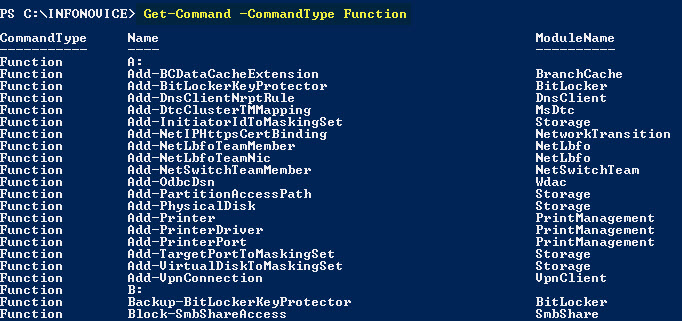 PS C:\INFONOVICE> Get-Command -CommandType Function
CommandType Name ModuleName
----------- ---- ----------
Function A:
Function Add-BCDataCacheExtension BranchCache
Function Add-BitLockerKeyProtector BitLocker
Function Add-DnsClientNrptRule DnsClient
Function Add-DtcClusterTMMapping MsDtc
Function Add-InitiatorIdToMaskingSet Storage
Function Add-NetIPHttpsCertBinding NetworkTransition
Function Add-NetLbfoTeamMember NetLbfo
Function Add-NetLbfoTeamNic NetLbfo
Function Add-NetSwitchTeamMember NetSwitchTeam
Function Add-OdbcDsn Wdac
Function Add-PartitionAccessPath Storage
Function Add-PhysicalDisk Storage
Function Add-Printer PrintManagement
Function Add-PrinterDriver PrintManagement
Function Add-PrinterPort PrintManagement
Function Add-TargetPortToMaskingSet Storage
Function Add-VirtualDiskToMaskingSet Storage
Function Add-VpnConnection VpnClient
Function B:
Function Backup-BitLockerKeyProtector BitLocker
Function Block-SmbShareAccess SmbShare